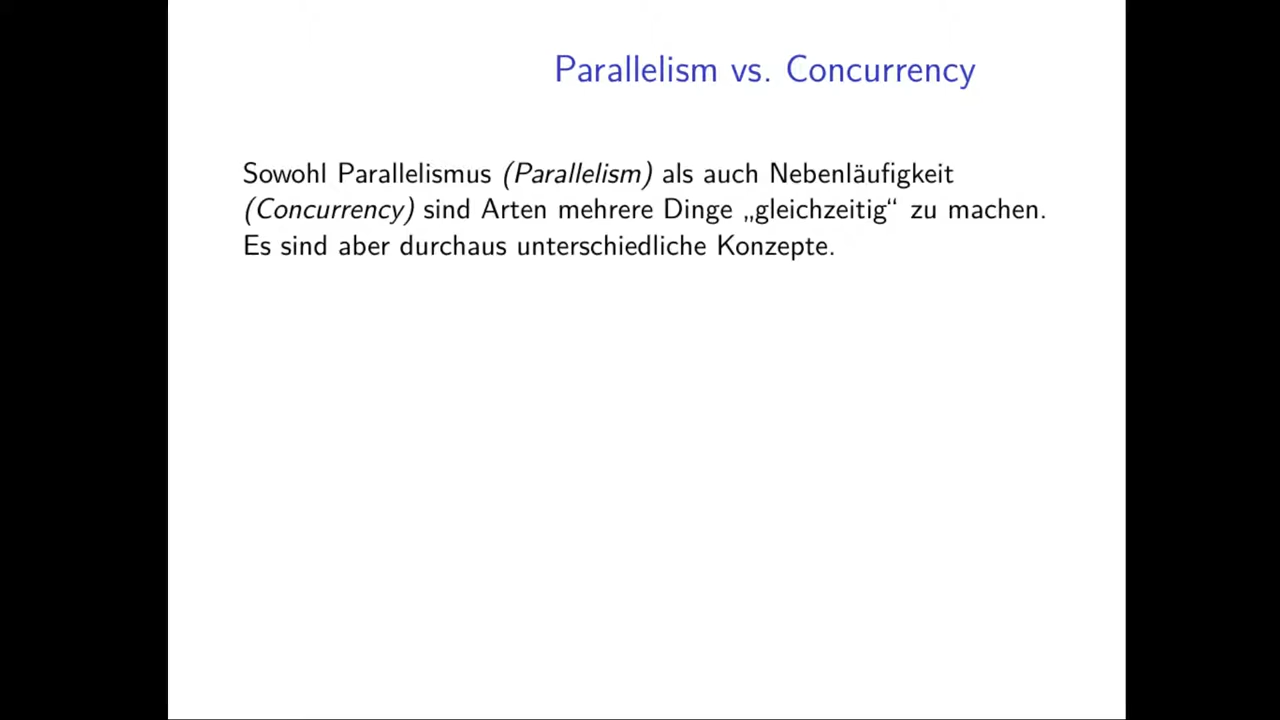 Parallelism vs. Concurrency
Sowohl Parallelismus (Parallelism) als auch Nebenläufigkeit
(Concurrency) sind Arten mehrere Dinge „gleichzeitig“ zu machen.
Es sind aber durchaus unterschiedliche Konzepte.